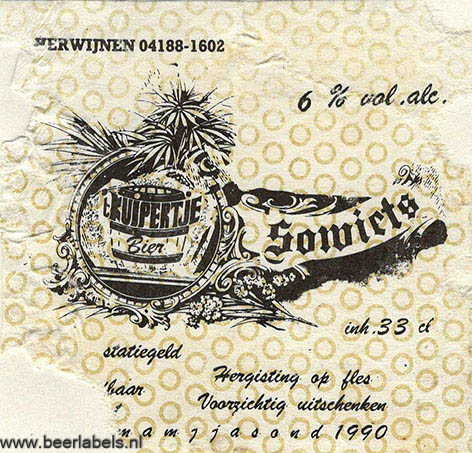 HERWIJNEN 04188-1602
6 % vol.alc.
'T KUIPERTJE
Bier
Sowiets
inh.33 cl
statiegeld
Hergisting op fles
Voorzichtig uitschenken
a m j j a s o n d 1990
www.beerlabels.nl